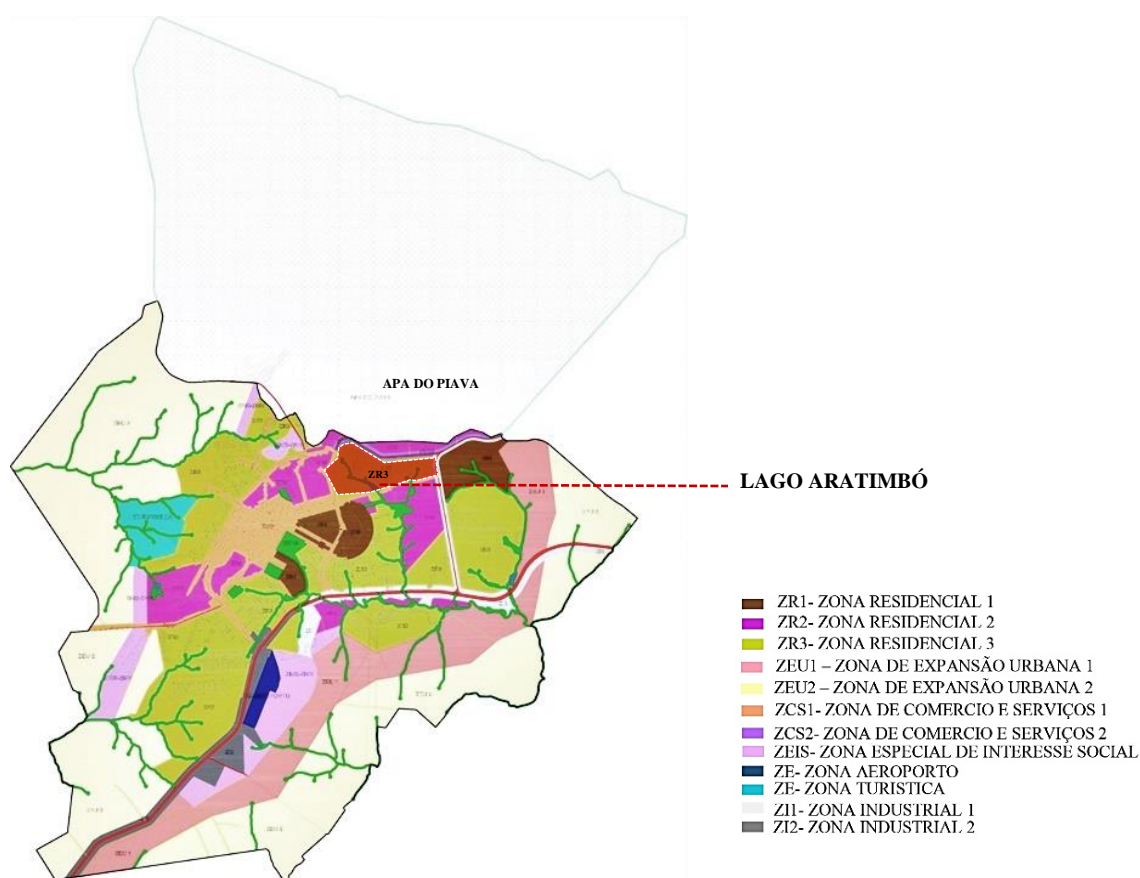 APA DO PIAVA
ZR3
LAGO ARATIMBÓ
ZR1- ZONA RESIDENCIAL 1
ZR2- ZONA RESIDENCIAL 2
ZR3- ZONA RESIDENCIAL 3
ZEU1 – ZONA DE EXPANSÃO URBANA 1
ZEU2 – ZONA DE EXPANSÃO URBANA 2
ZCS1- ZONA DE COMERCIO E SERVIÇOS 1
ZCS2- ZONA DE COMERCIO E SERVIÇOS 2
ZEIS- ZONA ESPECIAL DE INTERESSE SOCIAL
ZE- ZONA AEROPORTO
ZE- ZONA TURISTICA
ZI1- ZONA INDUSTRIAL 1
ZI2- ZONA INDUSTRIAL 2